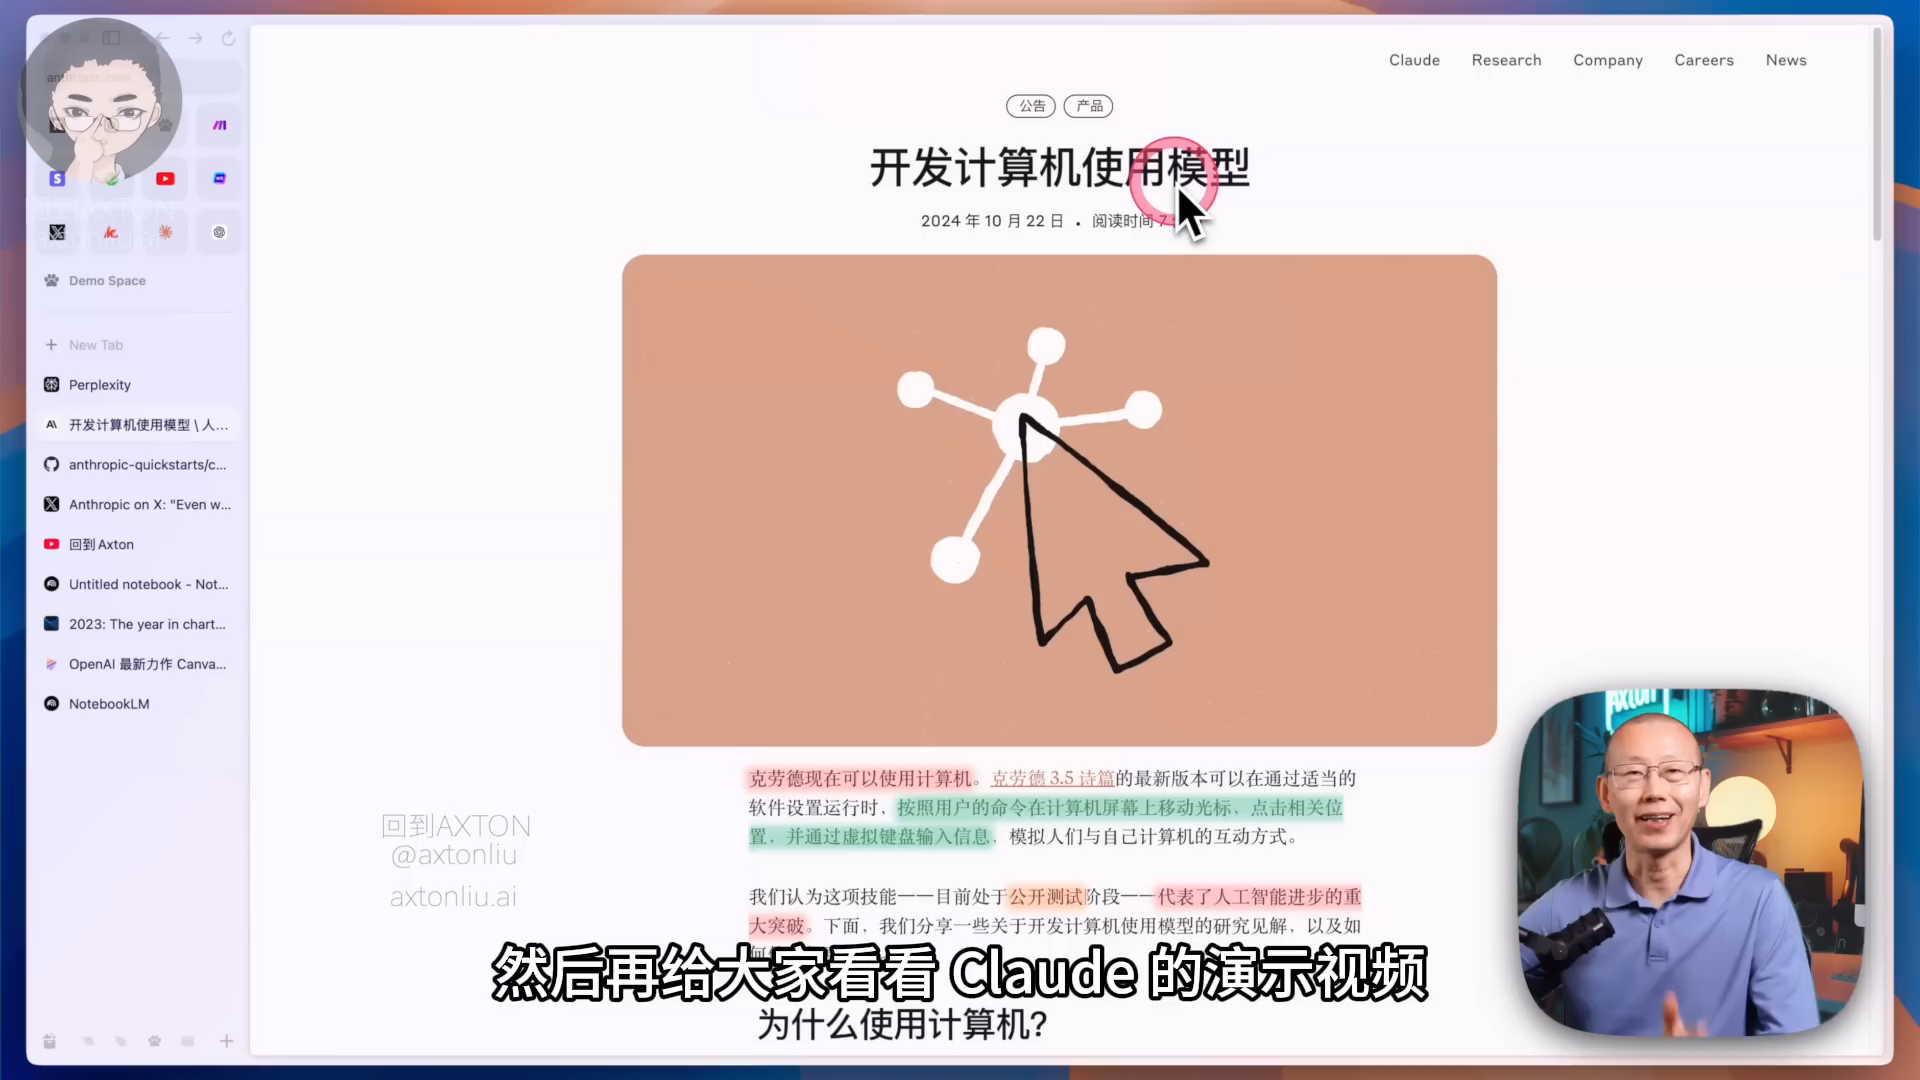 Claude Research Company Careers News
公告 产品
开发计算机使用模型
2024 年 10 月 22 日 • 阅读时间 7
Demo Space
New Tab
Perplexity
开发计算机使用模型 \ 人...
anthropic-quickstarts/c...
Anthropic on X: "Even w...
回到 Axton
Untitled notebook - Not...
2023: The year in chart...
OpenAI 最新力作 Canva...
NotebookLM
克劳德现在可以使用计算机。克劳德 3.5 诗篇的最新版本可以在通过适当的
软件设置运行时，按照用户的命令在计算机屏幕上移动光标，点击相关位
置，并通过虚拟键盘输入信息，模拟人们与自己计算机的互动方式。
我们认为这项技能——目前处于公开测试阶段——代表了人工智能进步的重
大突破。下面，我们分享一些关于开发计算机使用模型的研究见解，以及如
回到AXTON
@axtonliu
axtonliu.ai
然后再给大家看看 Claude 的演示视频
为什么使用计算机？